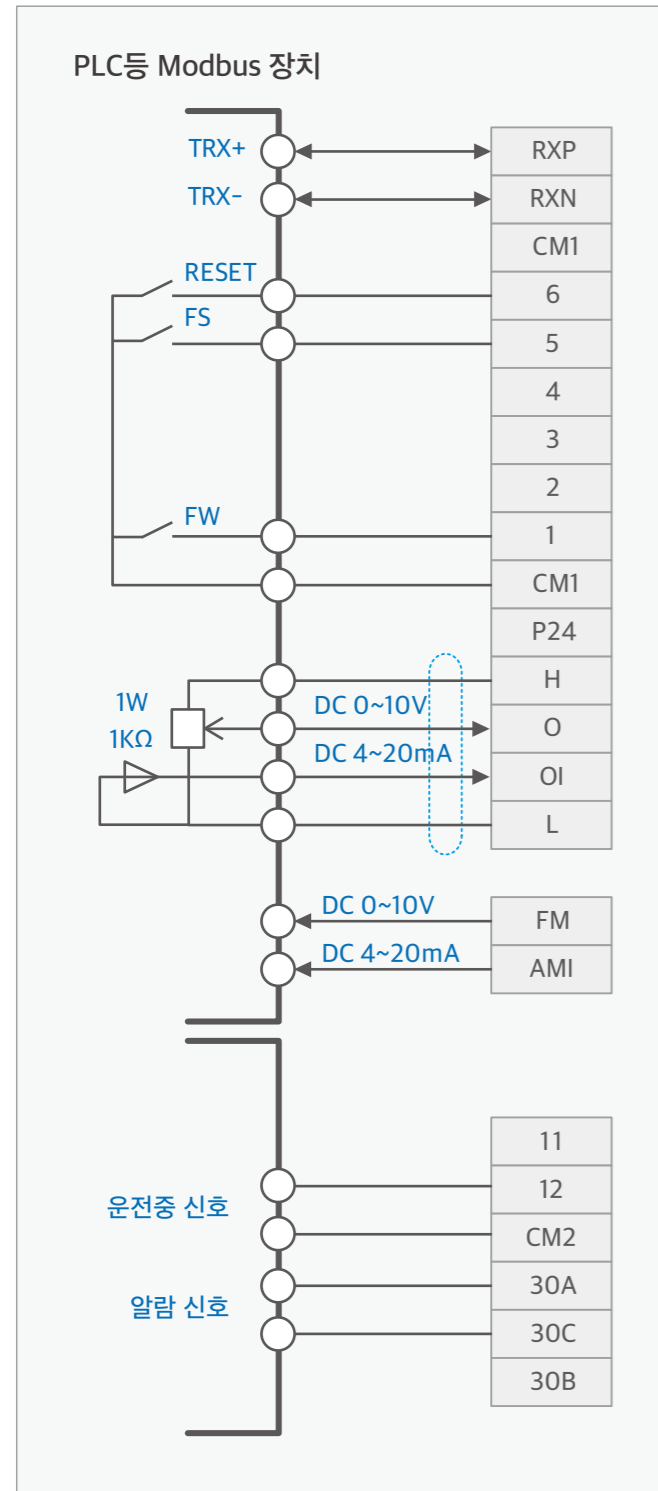 PLC등 Modbus 장치
TRX+ RXP
TRX- RXN
CM1
RESET 6
FS 5
4
3
2
FW 1
CM1
P24
H
1W DC 0~10V O
1KΩ DC 4~20mA OI
L
DC 0~10V FM
DC 4~20mA AMI
11
12
운전중 신호
CM2
30A
알람 신호
30C
30B